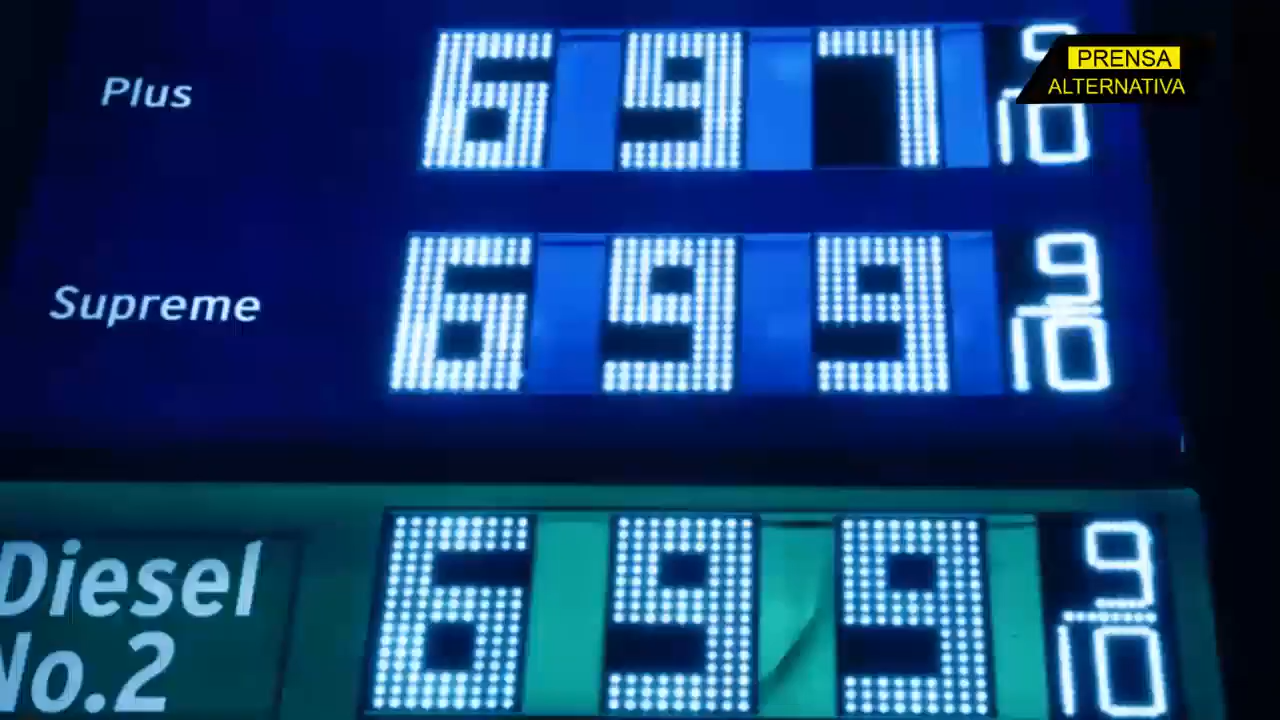 PRENSA
ALTERNATIVA
Plus 697 9/10
Supreme 699 9/10
Diesel 699 9/10
No.2